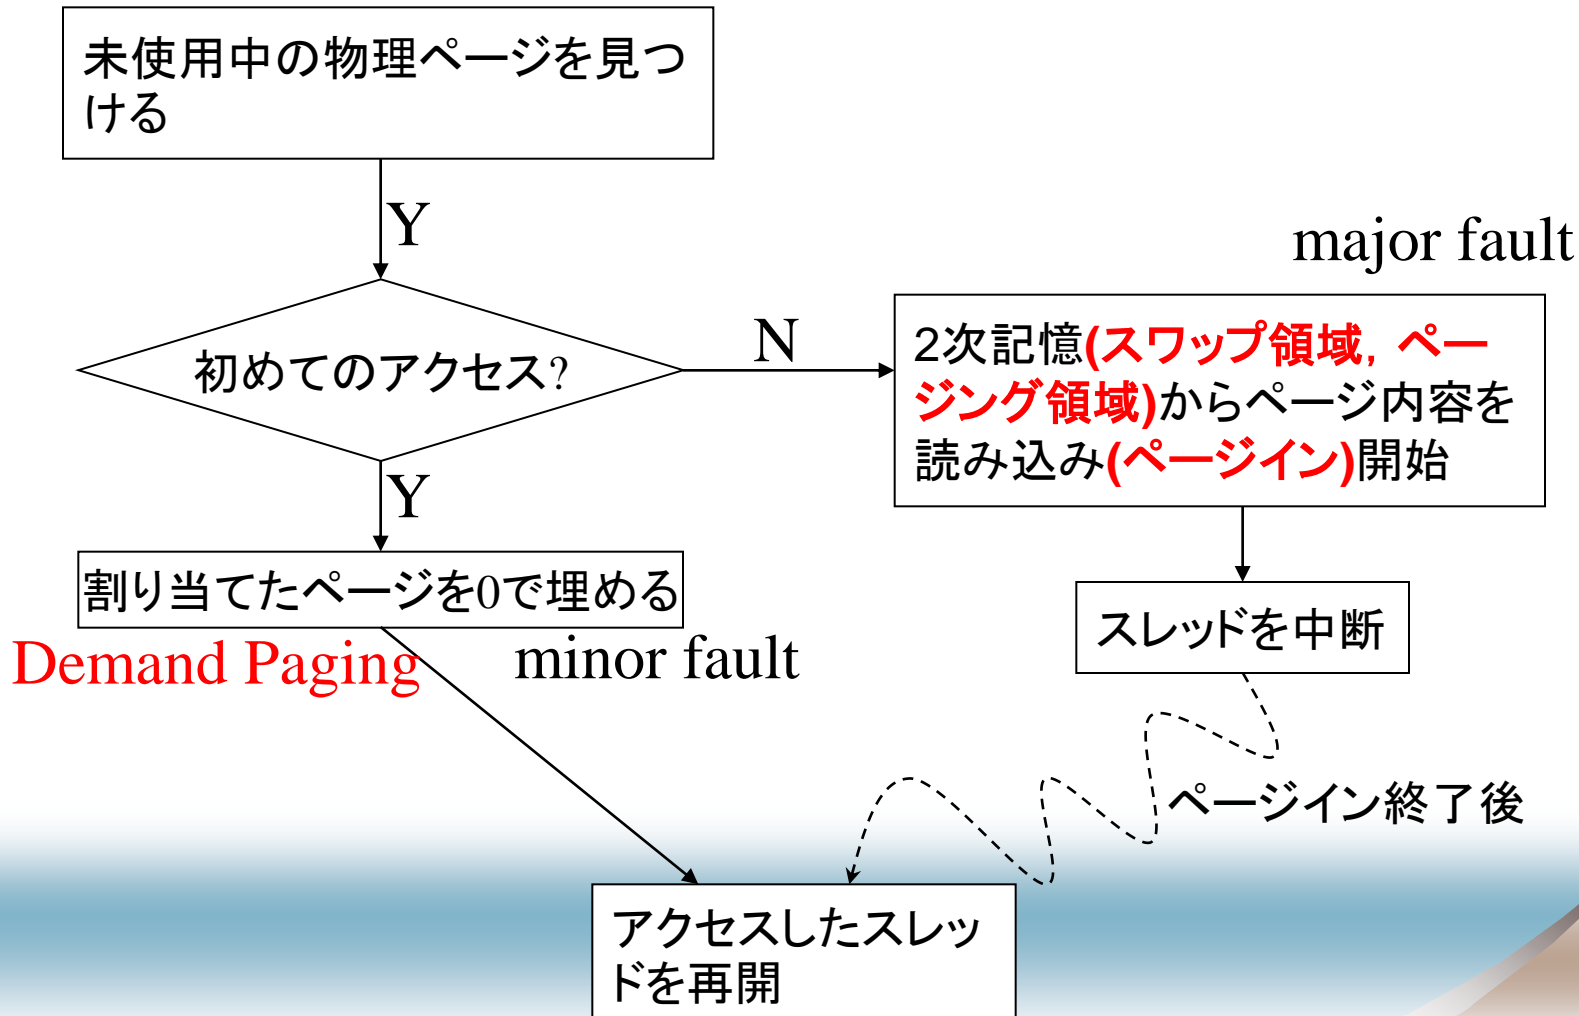 未使用中の物理ページを見つ
ける
Y
major fault
初めてのアクセス?
N
2次記憶(スワップ領域，ペー
ジング領域)からページ内容を
読み込み(ページイン)開始
Y
割り当てたページを0で埋める
スレッドを中断
Demand Paging
minor fault
ページイン終了後
アクセスしたスレッ
ドを再開